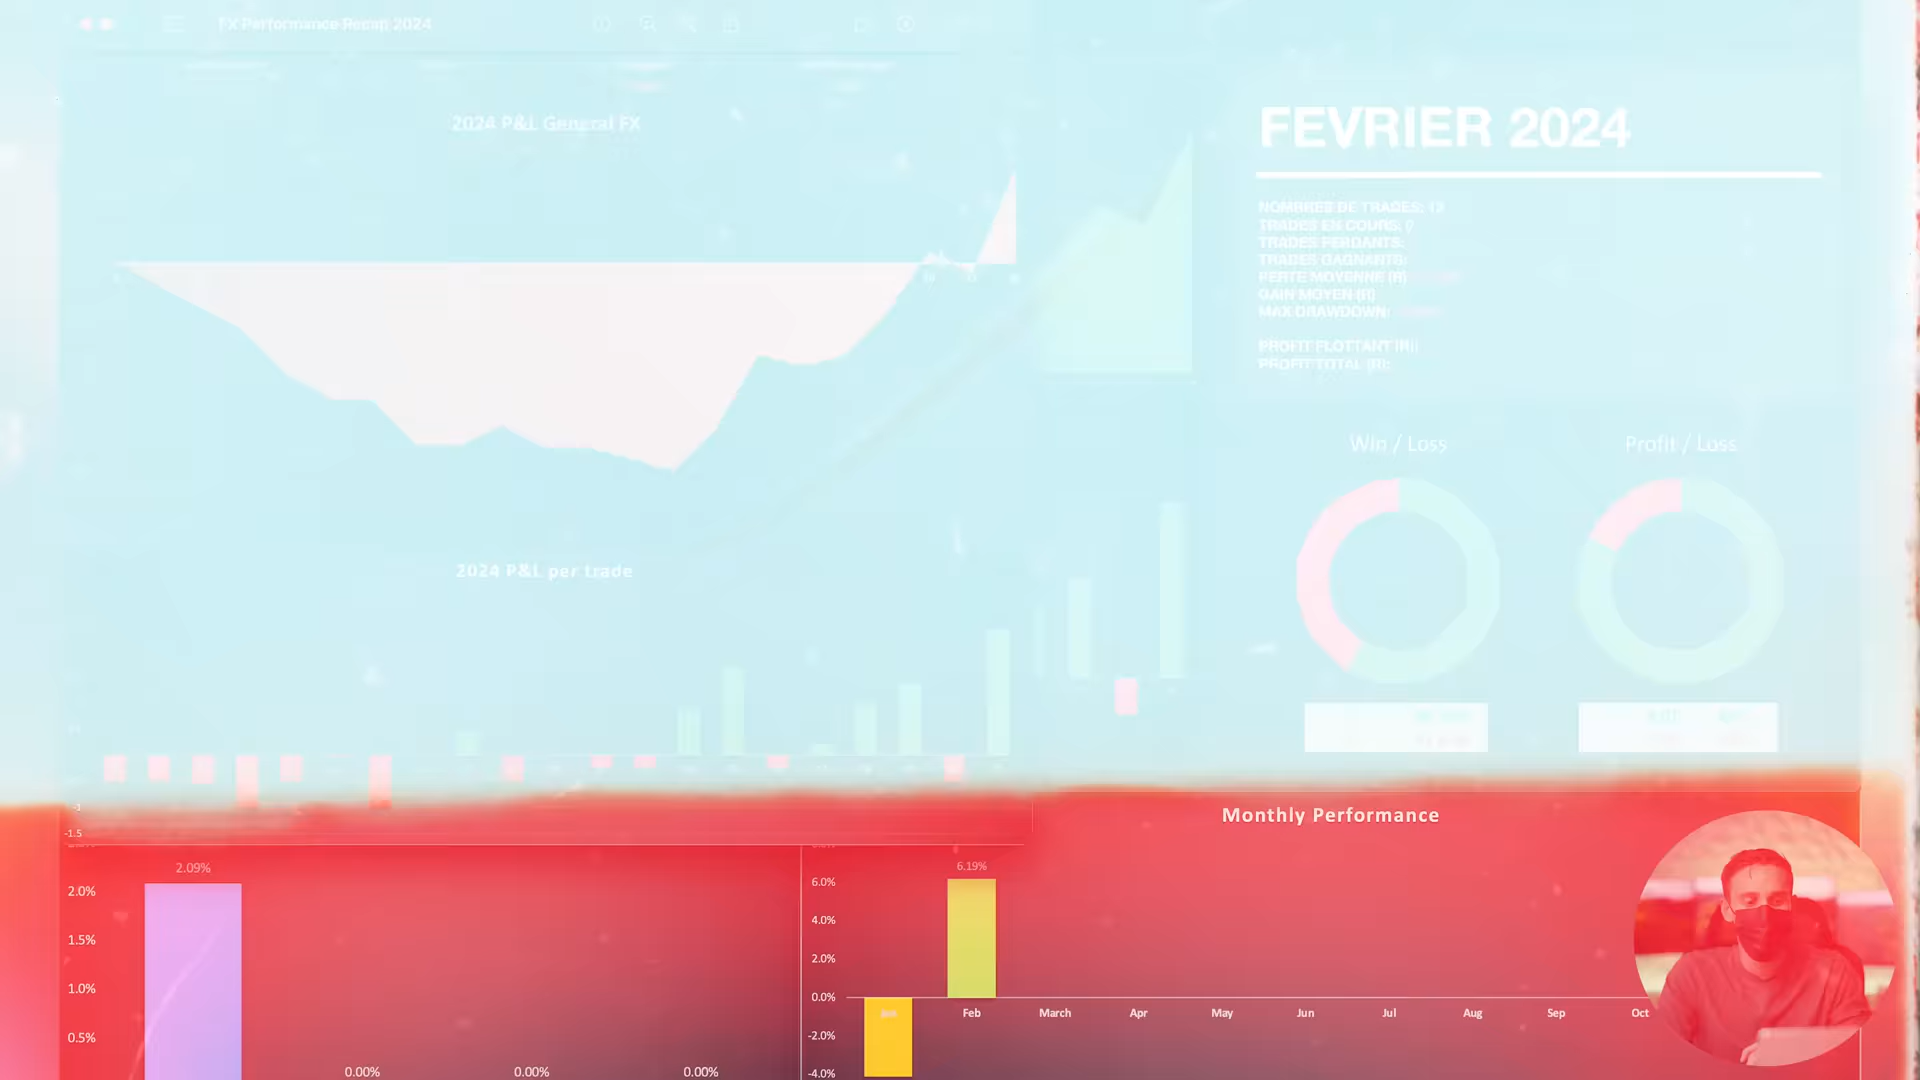 FX Performance Recap 2024
2024 P&L General FX
FEVRIER 2024
NOMBRES DE TRADES:
TRADES EN COURS:
TRADES PERDANTS:
TRADES GAGNANTS:
PERTE MOYENNE (R)
GAIN MOYEN (R)
MAX DRAWDOWN:
PROFIT FLOTTANT (R)
PROFIT TOTAL (R):
Win / Loss
Profit / Loss
2024 P&L per trade
-1
-1.5
Monthly Performance
2.09%
2.0%
1.5%
1.0%
0.5%
0.00%
0.00%
0.00%
6.19%
6.0%
4.0%
2.0%
0.0%
-2.0%
-4.0%
Feb
March
Apr
May
Jun
Jul
Aug
Sep
Oct